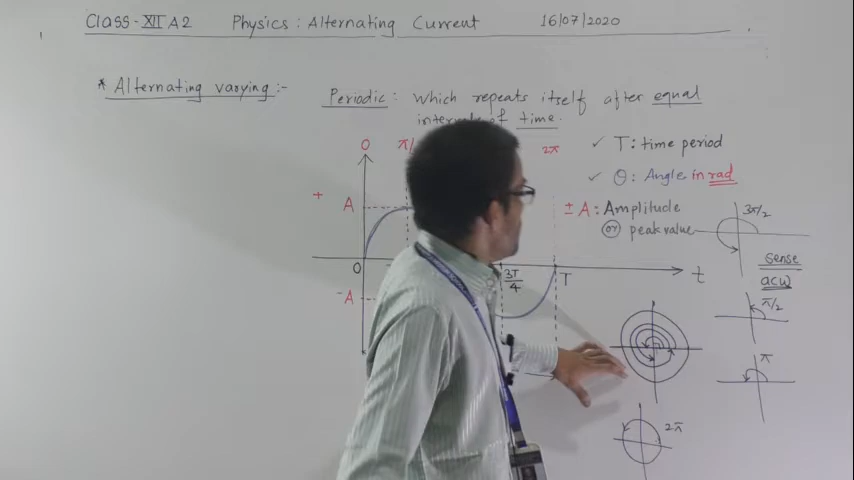 CLASS-XII A2 Physics: Alternating Current 16/07/2020
* Alternating varying :-
Periodic: Which repeats itself after equal
intervals of time.
0 π/ 2π
✓ T: time period
✓ θ: Angle in rad
+ A
± A: Amplitude
or peak value
3π/2
sense
acw
0 3T/4 T t
-A
π/2
π
2π